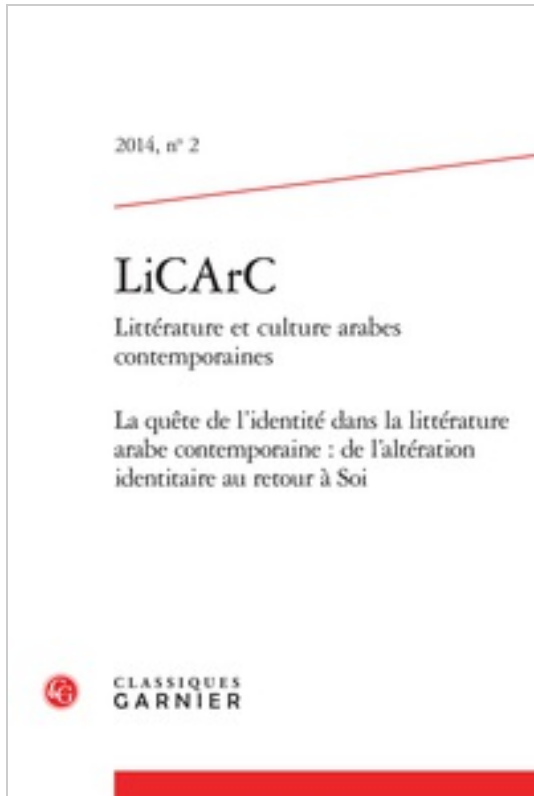 2014, n° 2
LiCArC
Littérature et culture arabes
contemporaines
La quête de l'identité dans la littérature
arabe contemporaine : de l'altération
identitaire au retour à Soi
CG
CLASSIQUES
GARNIER